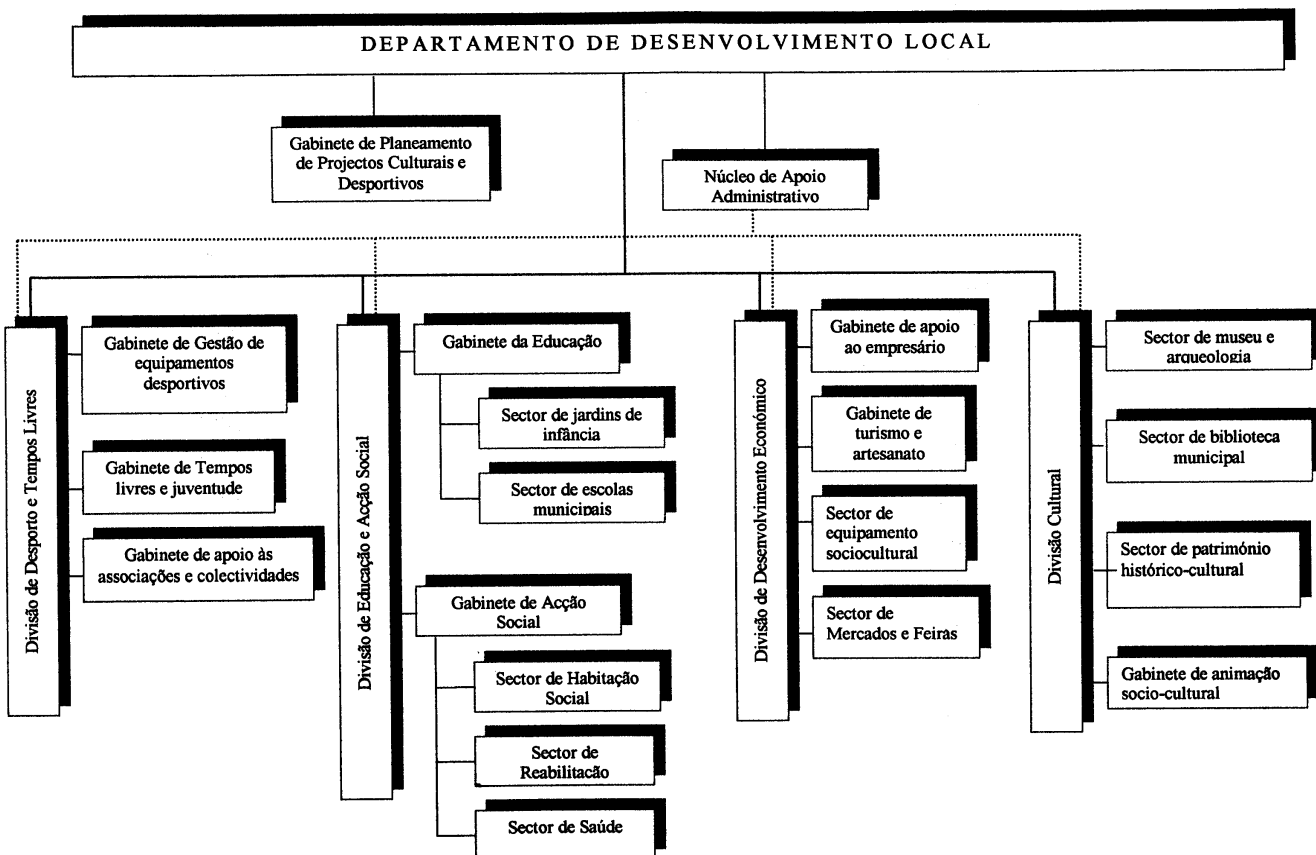 DEPARTAMENTO DE DESENVOLVIMENTO LOCAL
Gabinete de Planeamento
de Projectos Culturais e
Desportivos
Núcleo de Apoio
Administrativo
Divisão de Desporto e Tempos Livres
Gabinete de Gestão de
equipamentos
desportivos
Gabinete de Tempos
livres e juventude
Gabinete de apoio às
associações e colectividades
Divisão de Educação e Acção Social
Gabinete da Educação
Sector de jardins de
infância
Sector de escolas
municipais
Gabinete de Acção
Social
Sector de Habitação
Social
Sector de
Reabilitação
Sector de Saúde
Divisão de Desenvolvimento Económico
Gabinete de apoio
ao empresário
Gabinete de
turismo e
artesanato
Sector de
equipamento
sociocultural
Sector de
Mercados e Feiras
Divisão Cultural
Sector de museu e
arqueologia
Sector de biblioteca
municipal
Sector de património
histórico-cultural
Gabinete de animação
socio-cultural